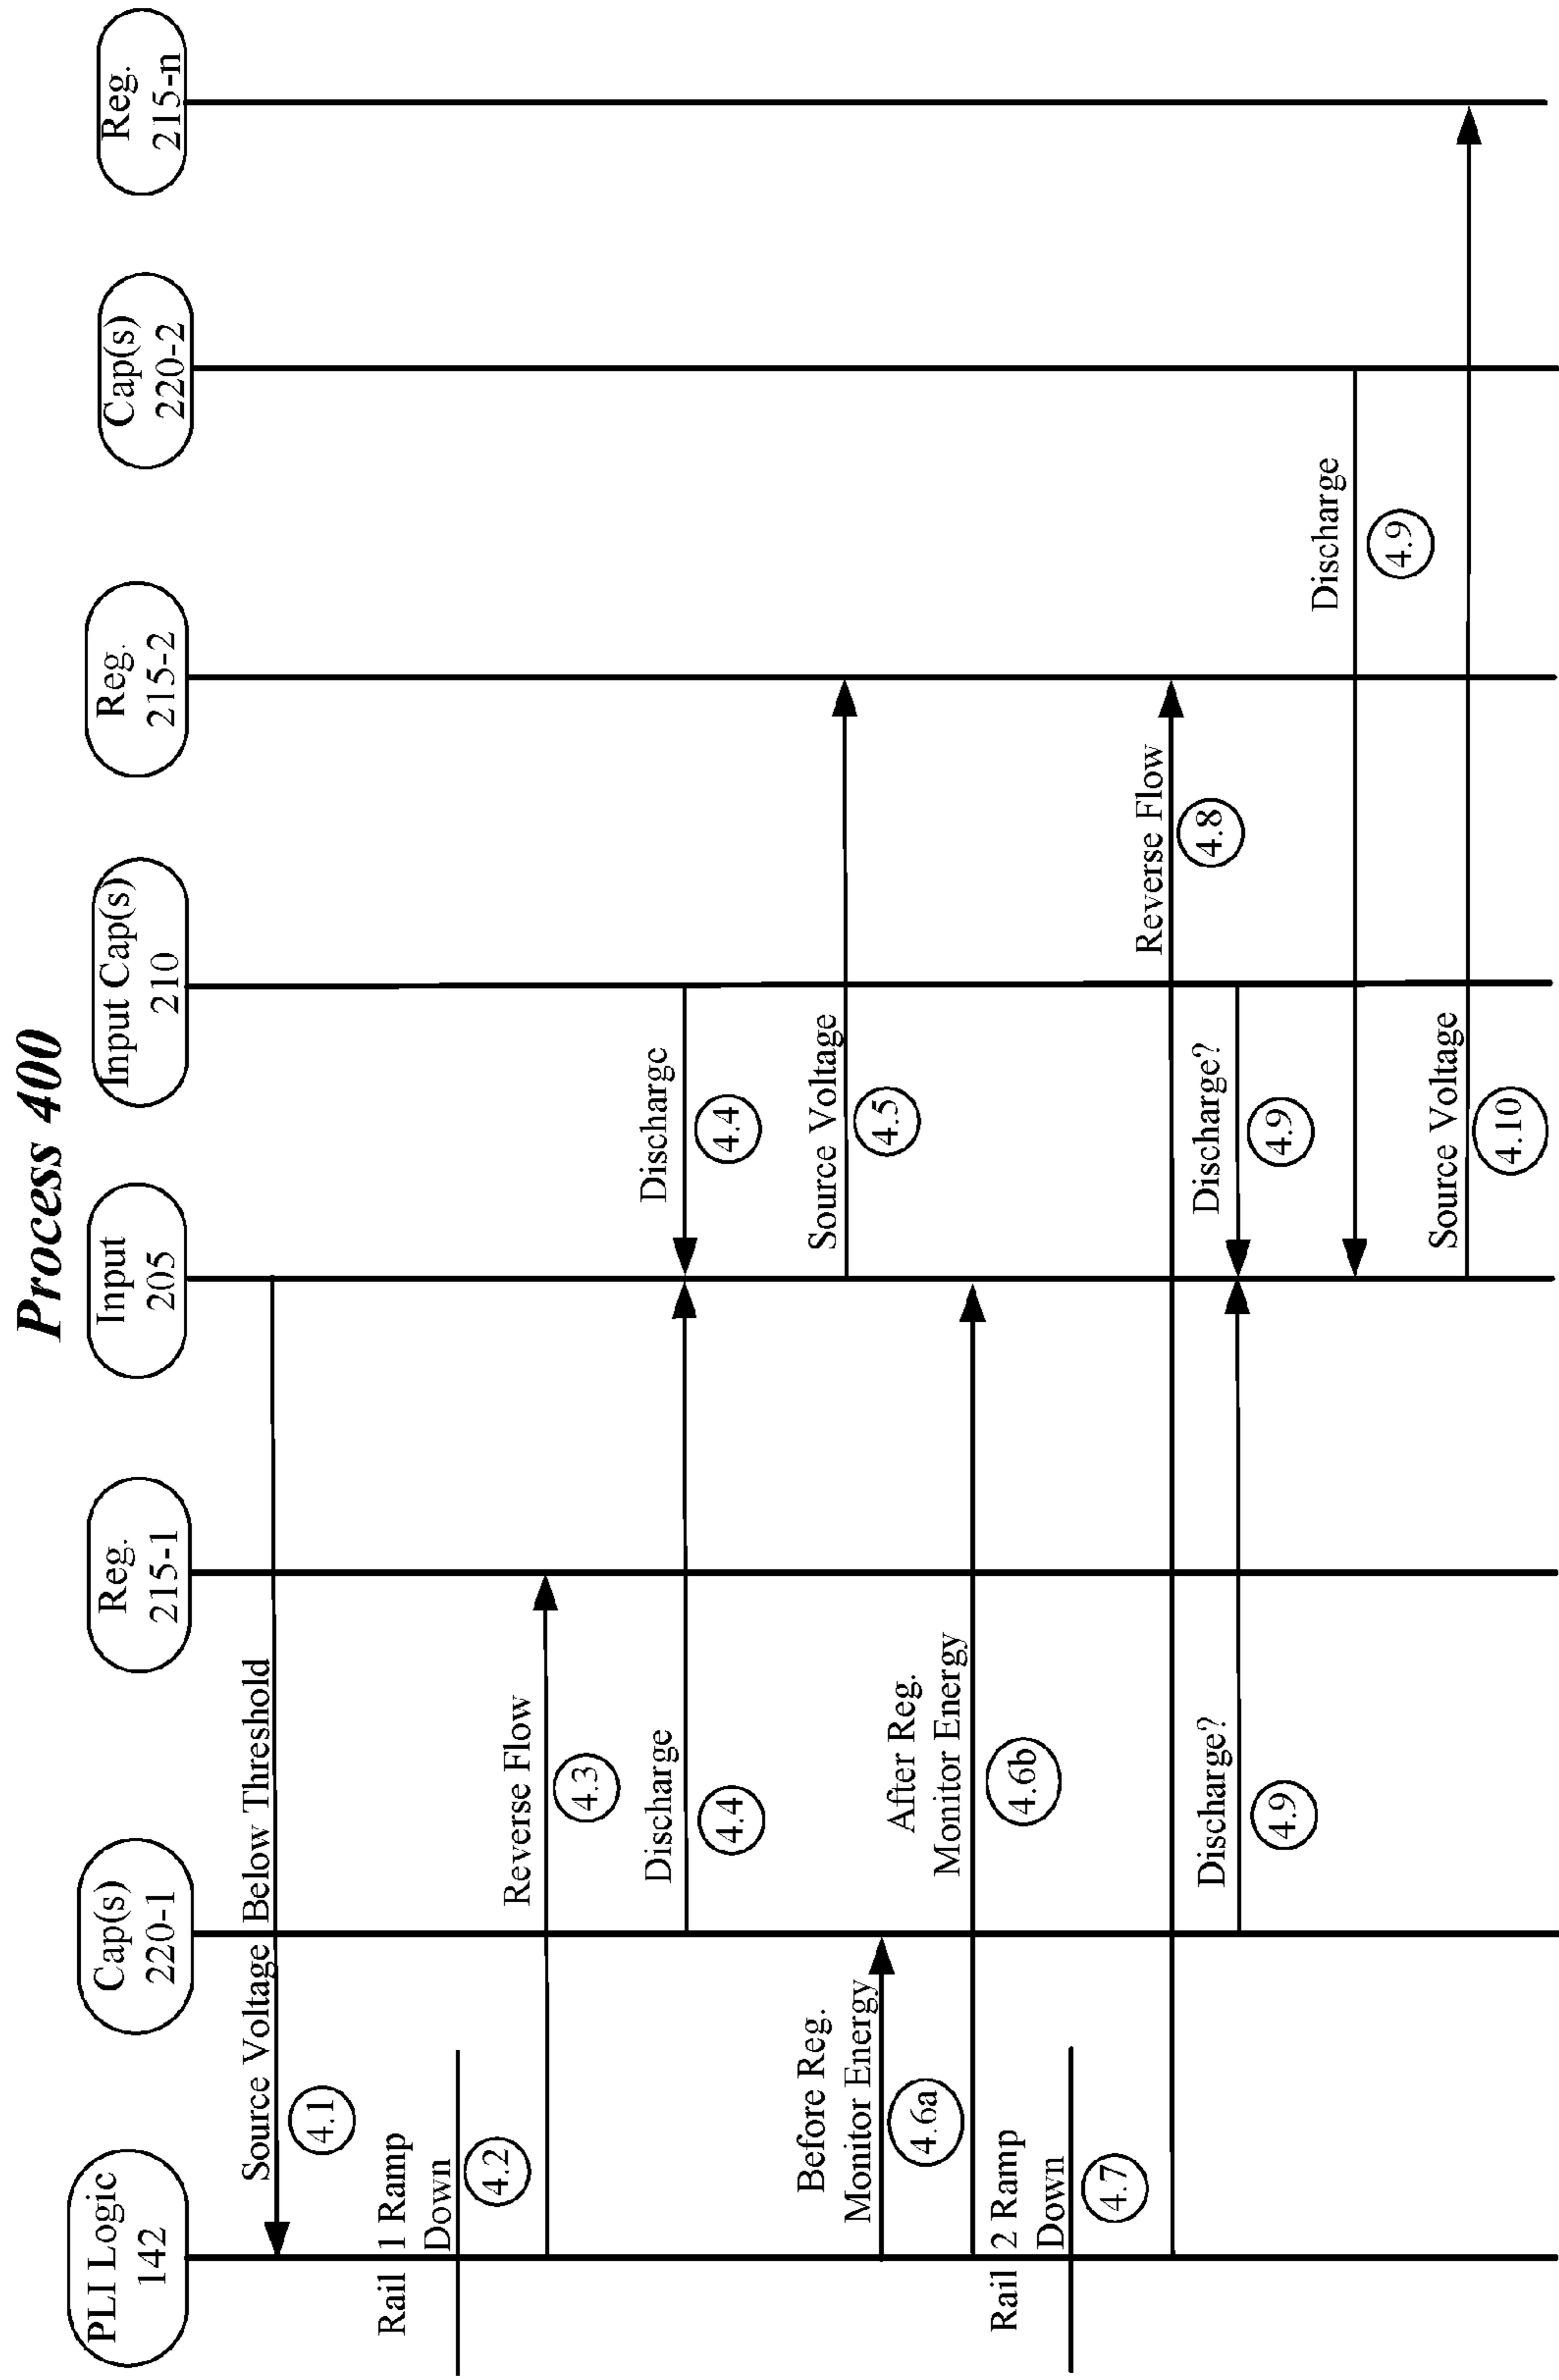 Process 400
PLI Logic
142
Cap(s)
220-1
Reg.
215-1
Input
205
Input Cap(s)
210
Reg.
215-2
Cap(s)
220-2
Reg.
215-n
Source Voltage Below Threshold
4.1
Rail 1 Ramp
Down
4.2
Reverse Flow
4.3
Discharge
4.4
Discharge
4.4
Source Voltage
4.5
Before Reg.
Monitor Energy
4.6a
After Reg.
Monitor Energy
4.6b
Rail 2 Ramp
Down
4.7
Reverse Flow
4.8
Discharge?
4.9
Discharge?
4.9
Discharge
4.9
Source Voltage
4.10